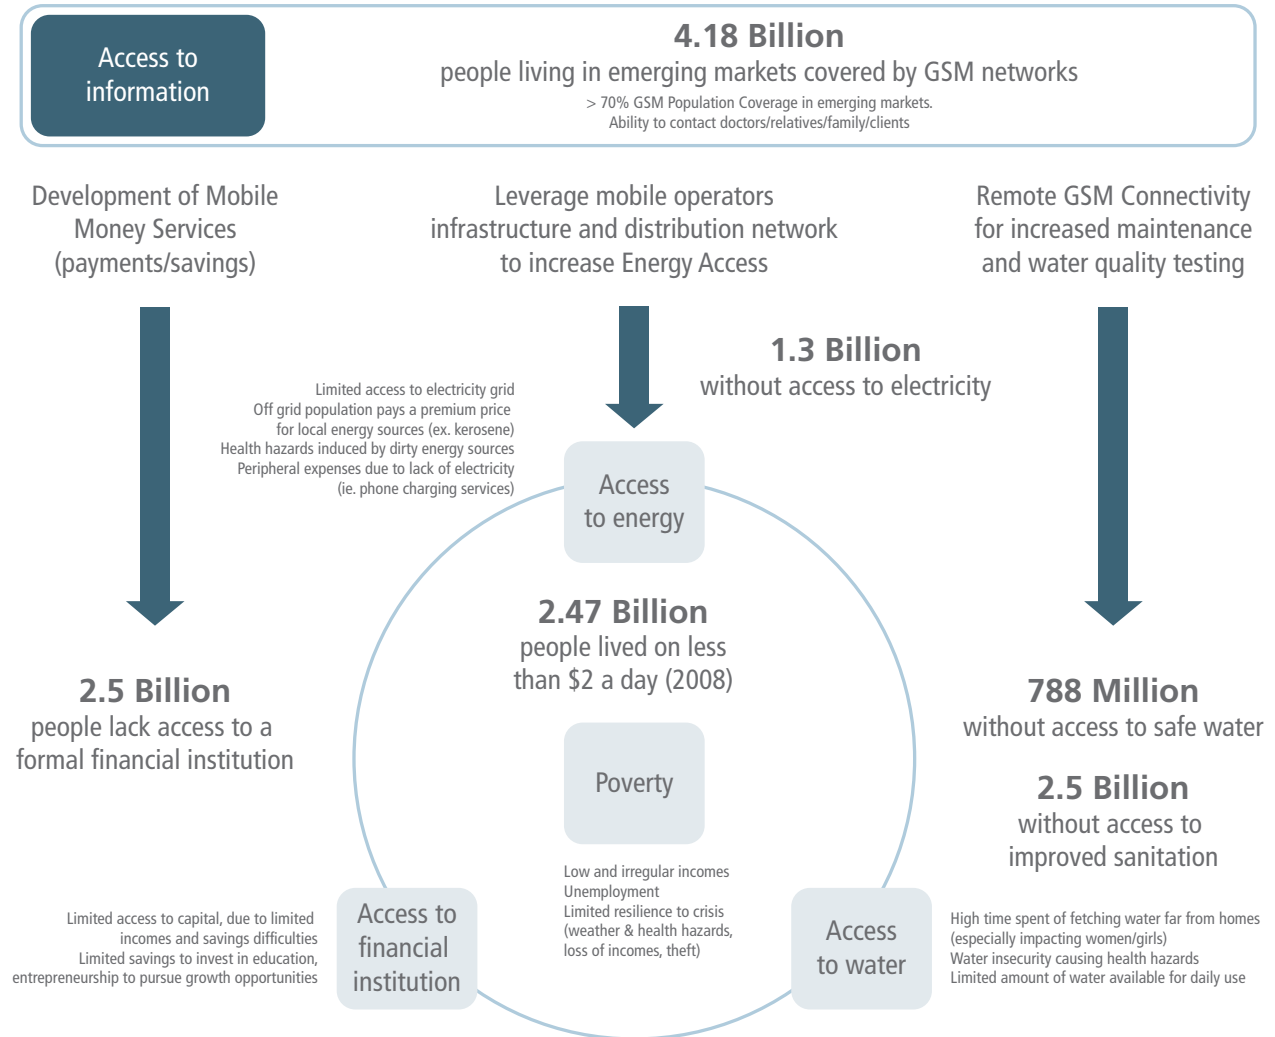 Access to
information
4.18 Billion
people living in emerging markets covered by GSM networks
> 70% GSM Population Coverage in emerging markets.
Ability to contact doctors/relatives/family/clients
Development of Mobile
Money Services
(payments/savings)
Leverage mobile operators
infrastructure and distribution network
to increase Energy Access
Remote GSM Connectivity
for increased maintenance
and water quality testing
1.3 Billion
without access to electricity
Limited access to electricity grid
Off grid population pays a premium price
for local energy sources (ex. kerosene)
Health hazards induced by dirty energy sources
Peripheral expenses due to lack of electricity
(ie. phone charging services)
Access
to energy
2.47 Billion
people lived on less
than $2 a day (2008)
2.5 Billion
people lack access to a
formal financial institution
788 Million
without access to safe water
2.5 Billion
without access to
improved sanitation
Poverty
Low and irregular incomes
Unemployment
Limited resilience to crisis
(weather & health hazards,
loss of incomes, theft)
Limited access to capital, due to limited
incomes and savings difficulties
Limited savings to invest in education,
entrepreneurship to pursue growth opportunities
Access to
financial
institution
Access
to water
High time spent of fetching water far from homes
(especially impacting women/girls)
Water insecurity causing health hazards
Limited amount of water available for daily use